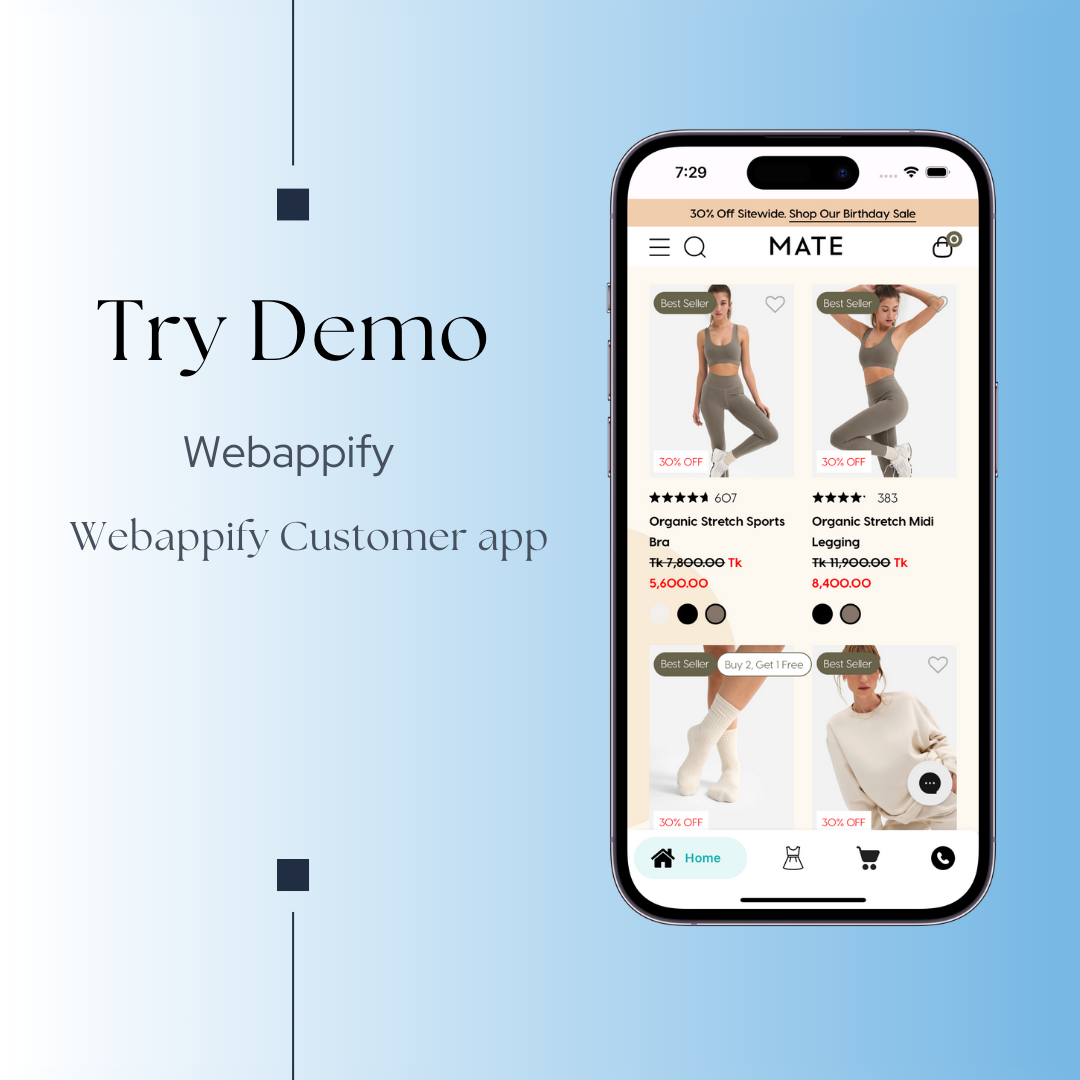 Try Demo
Webappify
Webappify Customer app
7:29
30% Off Sitewide. Shop Our Birthday Sale
MATE
0
Best Seller
Best Seller
30% OFF
30% OFF
607
383
Organic Stretch Sports
Bra
Organic Stretch Midi
Legging
Tk 7,800.00 Tk
5,600.00
Tk 11,900.00 Tk
8,400.00
Best Seller
Buy 2, Get 1 Free
Best Seller
30% OFF
30% OFF
Home